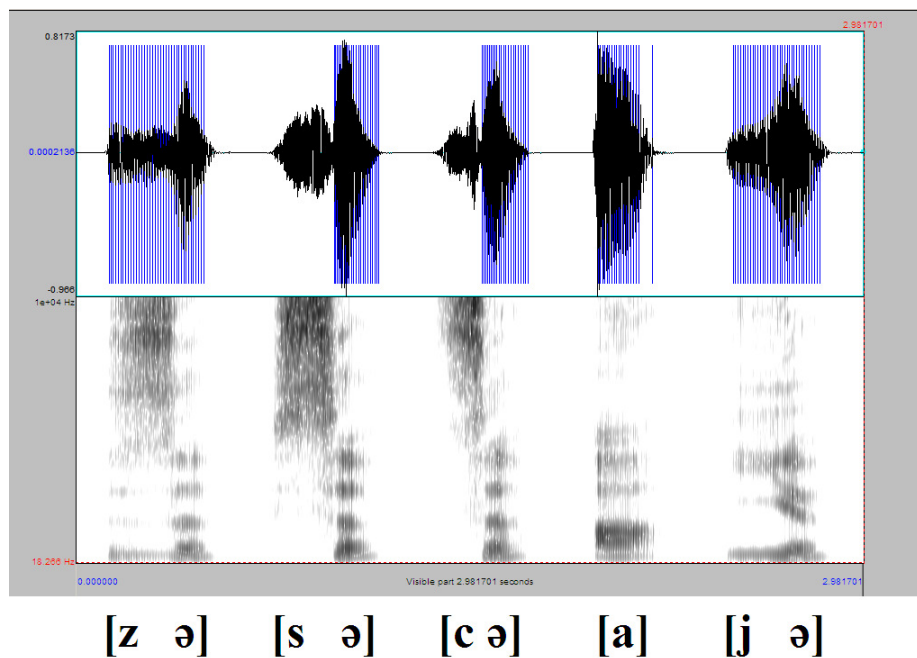 2.981701
0.8173
0.0002136
-0.966
1e+04 Hz
18.266 Hz
0.000000 Visible part 2.981701 seconds 2.981701
[z ə] [s ə] [c ə] [a] [j ə]